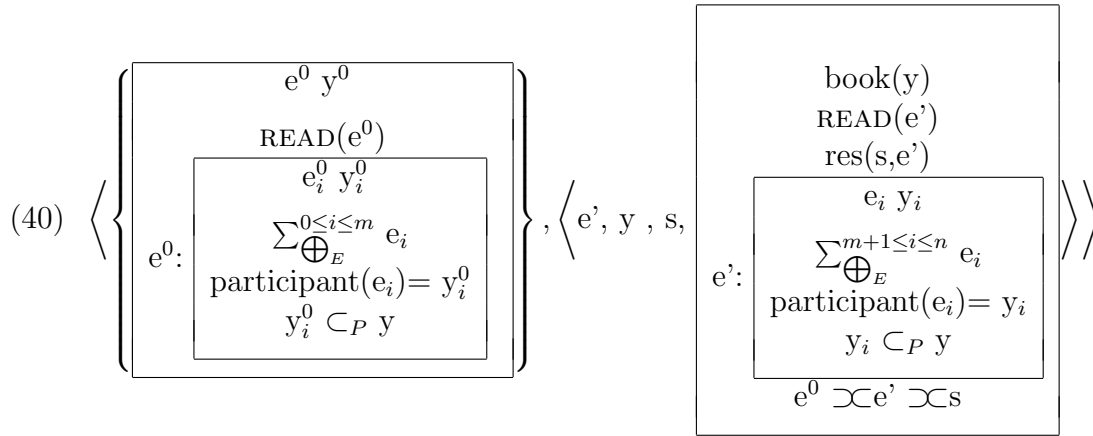 e⁰ y⁰
READ(e⁰)
e⁰ᵢ y⁰ᵢ
∑⨁_E^{0≤i≤m} eᵢ
e⁰:
participant(eᵢ)= y⁰ᵢ
y⁰ᵢ ⊂_P y
(40) ⟨{ }, ⟨e', y , s, ⟩⟩
book(y)
READ(e')
res(s,e')
eᵢ yᵢ
∑⨁_E^{m+1≤i≤n} eᵢ
e':
participant(eᵢ)= yᵢ
yᵢ ⊂_P y
e⁰ ⊃⊂e' ⊃⊂s